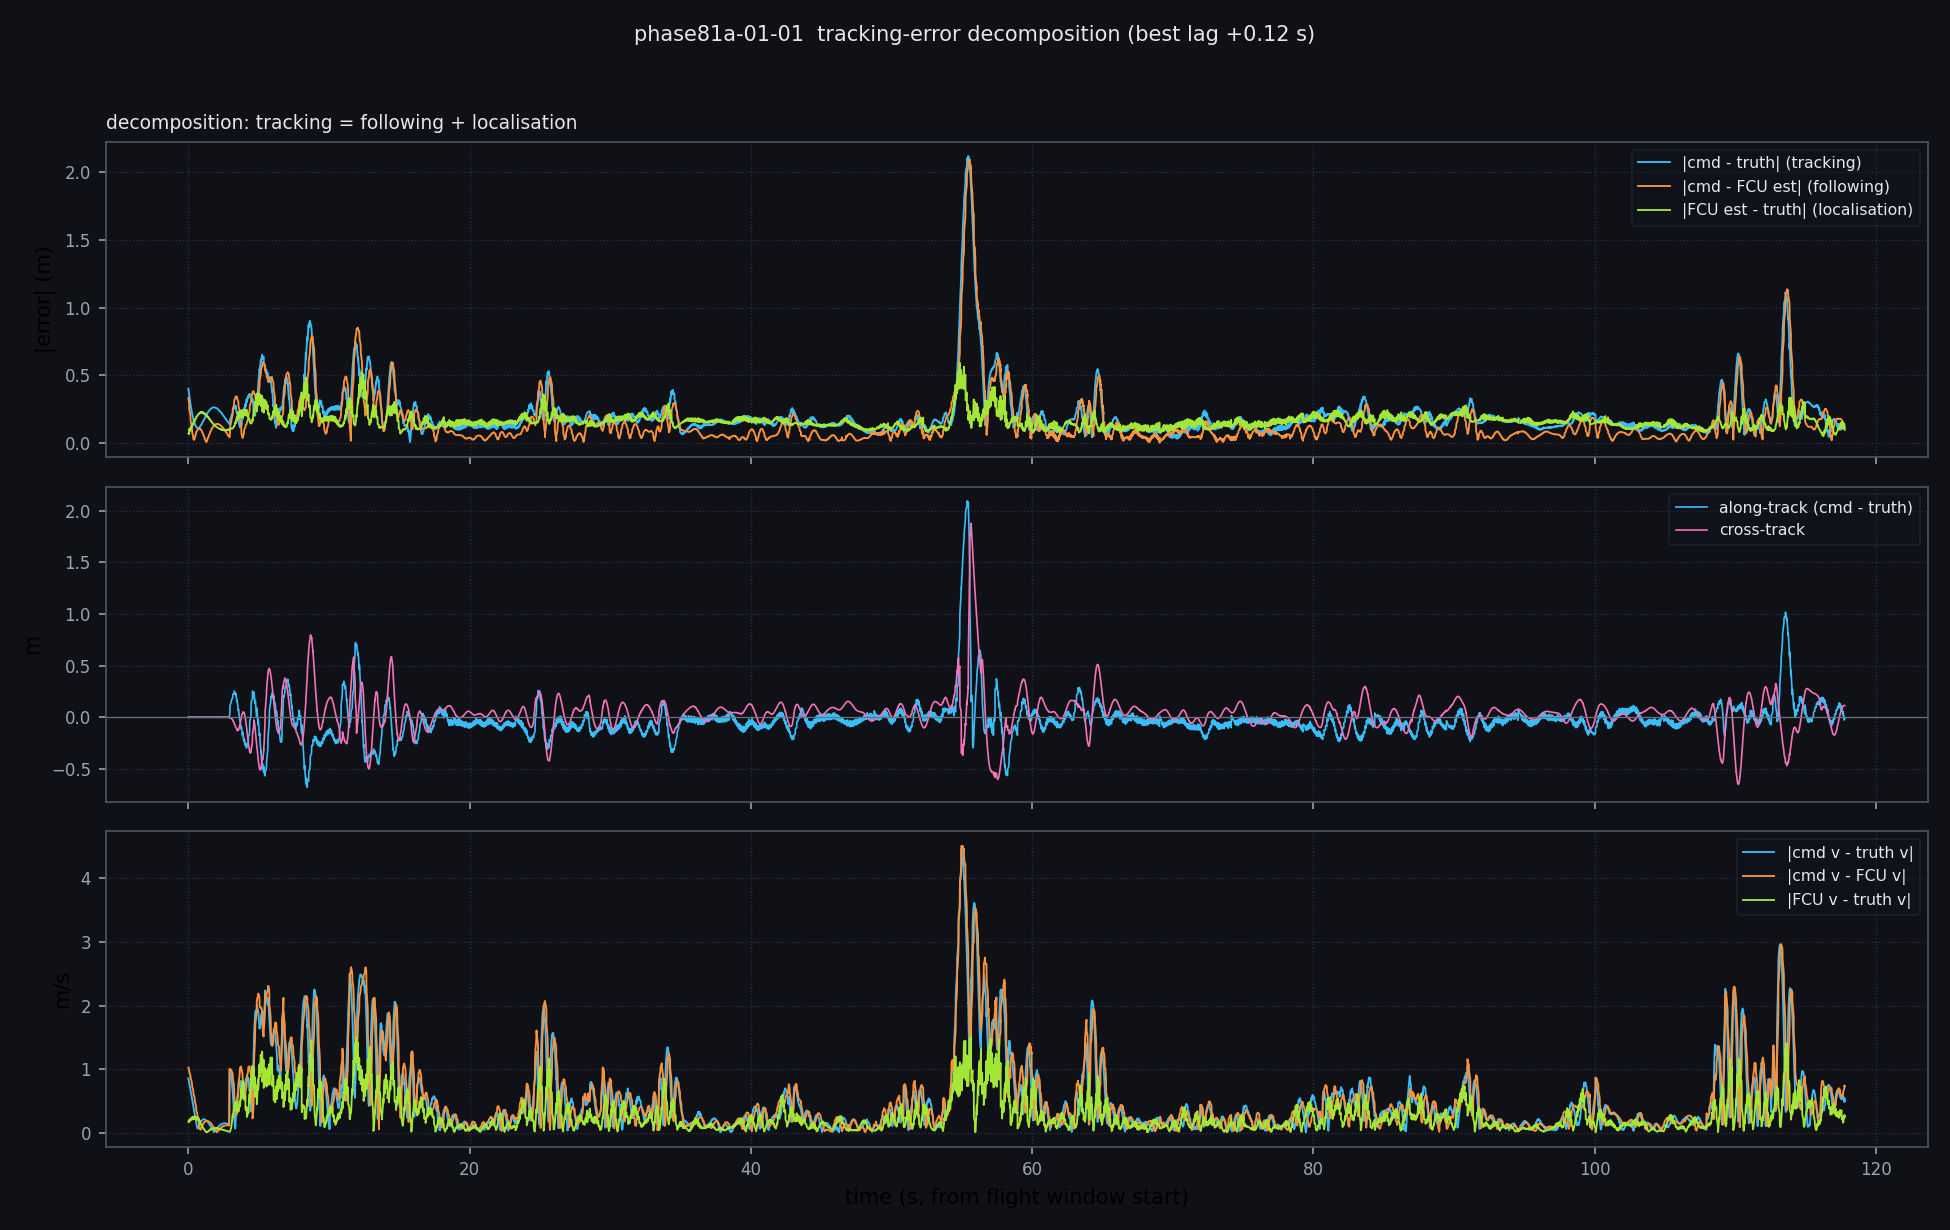 phase81a-01-01  tracking-error decomposition (best lag +0.12 s)
decomposition: tracking = following + localisation
|error| (m)
2.0
1.5
1.0
0.5
0.0
|cmd - truth| (tracking)
|cmd - FCU est| (following)
|FCU est - truth| (localisation)
m
2.0
1.5
1.0
0.5
0.0
−0.5
along-track (cmd - truth)
cross-track
m/s
4
3
2
1
0
|cmd v - truth v|
|cmd v - FCU v|
|FCU v - truth v|
0
20
40
60
80
100
120
time (s, from flight window start)